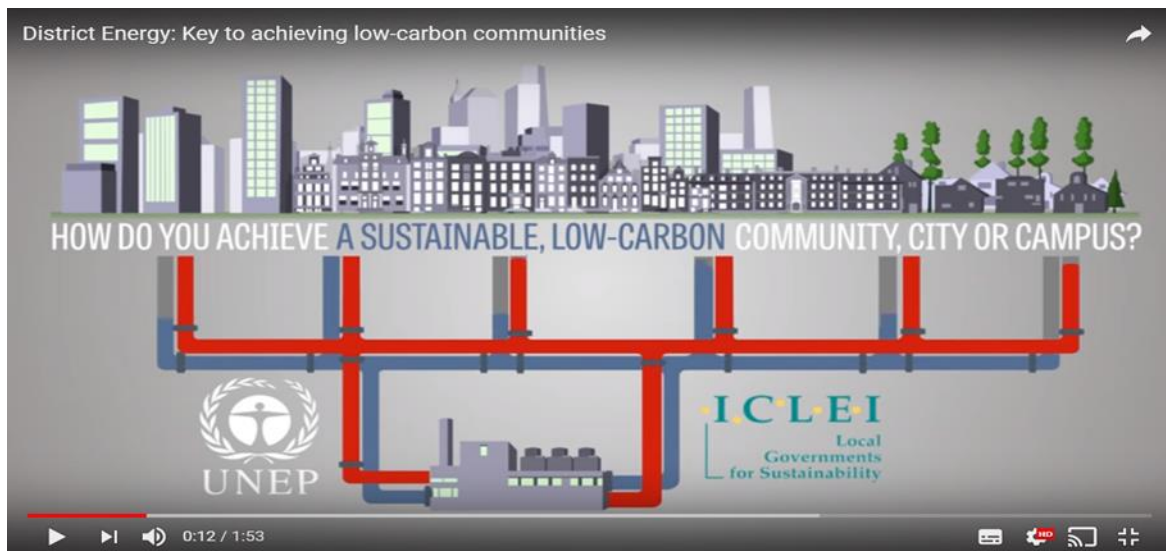 District Energy: Key to achieving low-carbon communities
HOW DO YOU ACHIEVE A SUSTAINABLE, LOW-CARBON COMMUNITY, CITY OR CAMPUS?
UNEP
I·C·L·E·I
Local
Governments
for Sustainability
0:12 / 1:53
HD